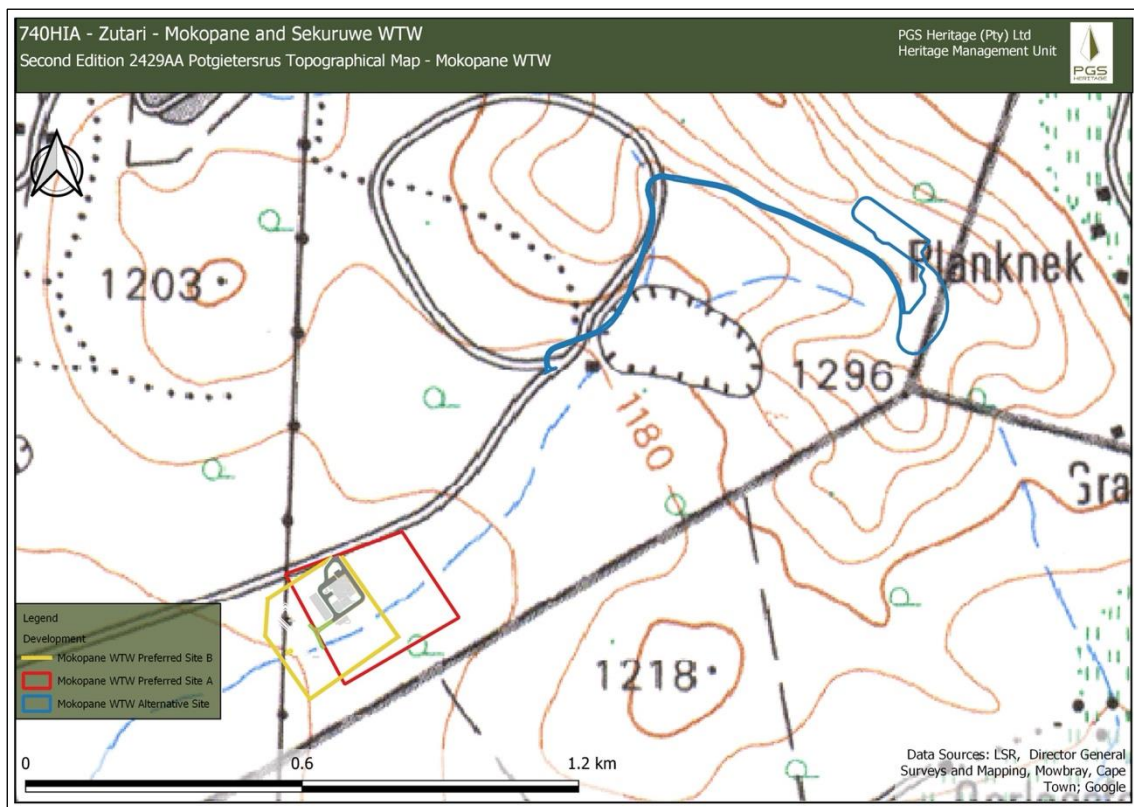 740HIA - Zutari - Mokopane and Sekuruwe WTW
Second Edition 2429AA Potgietersrus Topographical Map - Mokopane WTW
PGS Heritage (Pty) Ltd
Heritage Management Unit
PGS
HERITAGE
1203
Planknek
1296
1180
Gra
1218
Legend
Development
Mokopane WTW Preferred Site B
Mokopane WTW Preferred Site A
Mokopane WTW Alternative Site
0 0.6 1.2 km
Data Sources: LSR, Director General
Surveys and Mapping, Mowbray, Cape
Town; Google